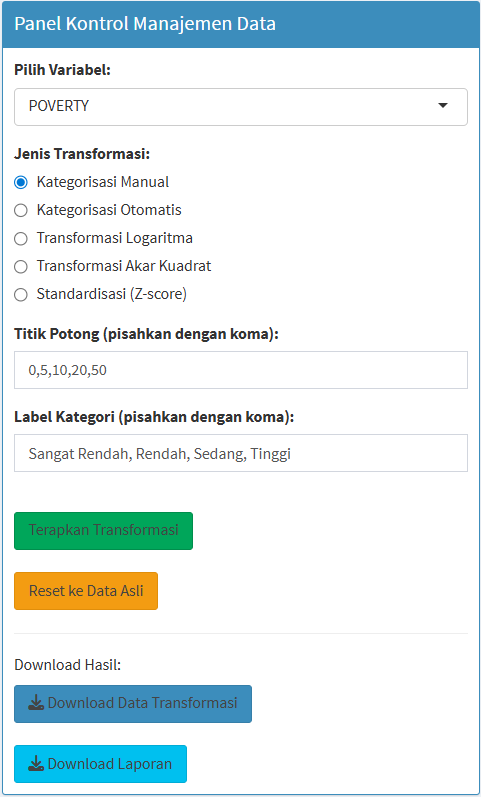 Panel Kontrol Manajemen Data
Pilih Variabel:
POVERTY
Jenis Transformasi:
Kategorisasi Manual
Kategorisasi Otomatis
Transformasi Logaritma
Transformasi Akar Kuadrat
Standardisasi (Z-score)
Titik Potong (pisahkan dengan koma):
0,5,10,20,50
Label Kategori (pisahkan dengan koma):
Sangat Rendah, Rendah, Sedang, Tinggi
Terapkan Transformasi
Reset ke Data Asli
Download Hasil:
Download Data Transformasi
Download Laporan